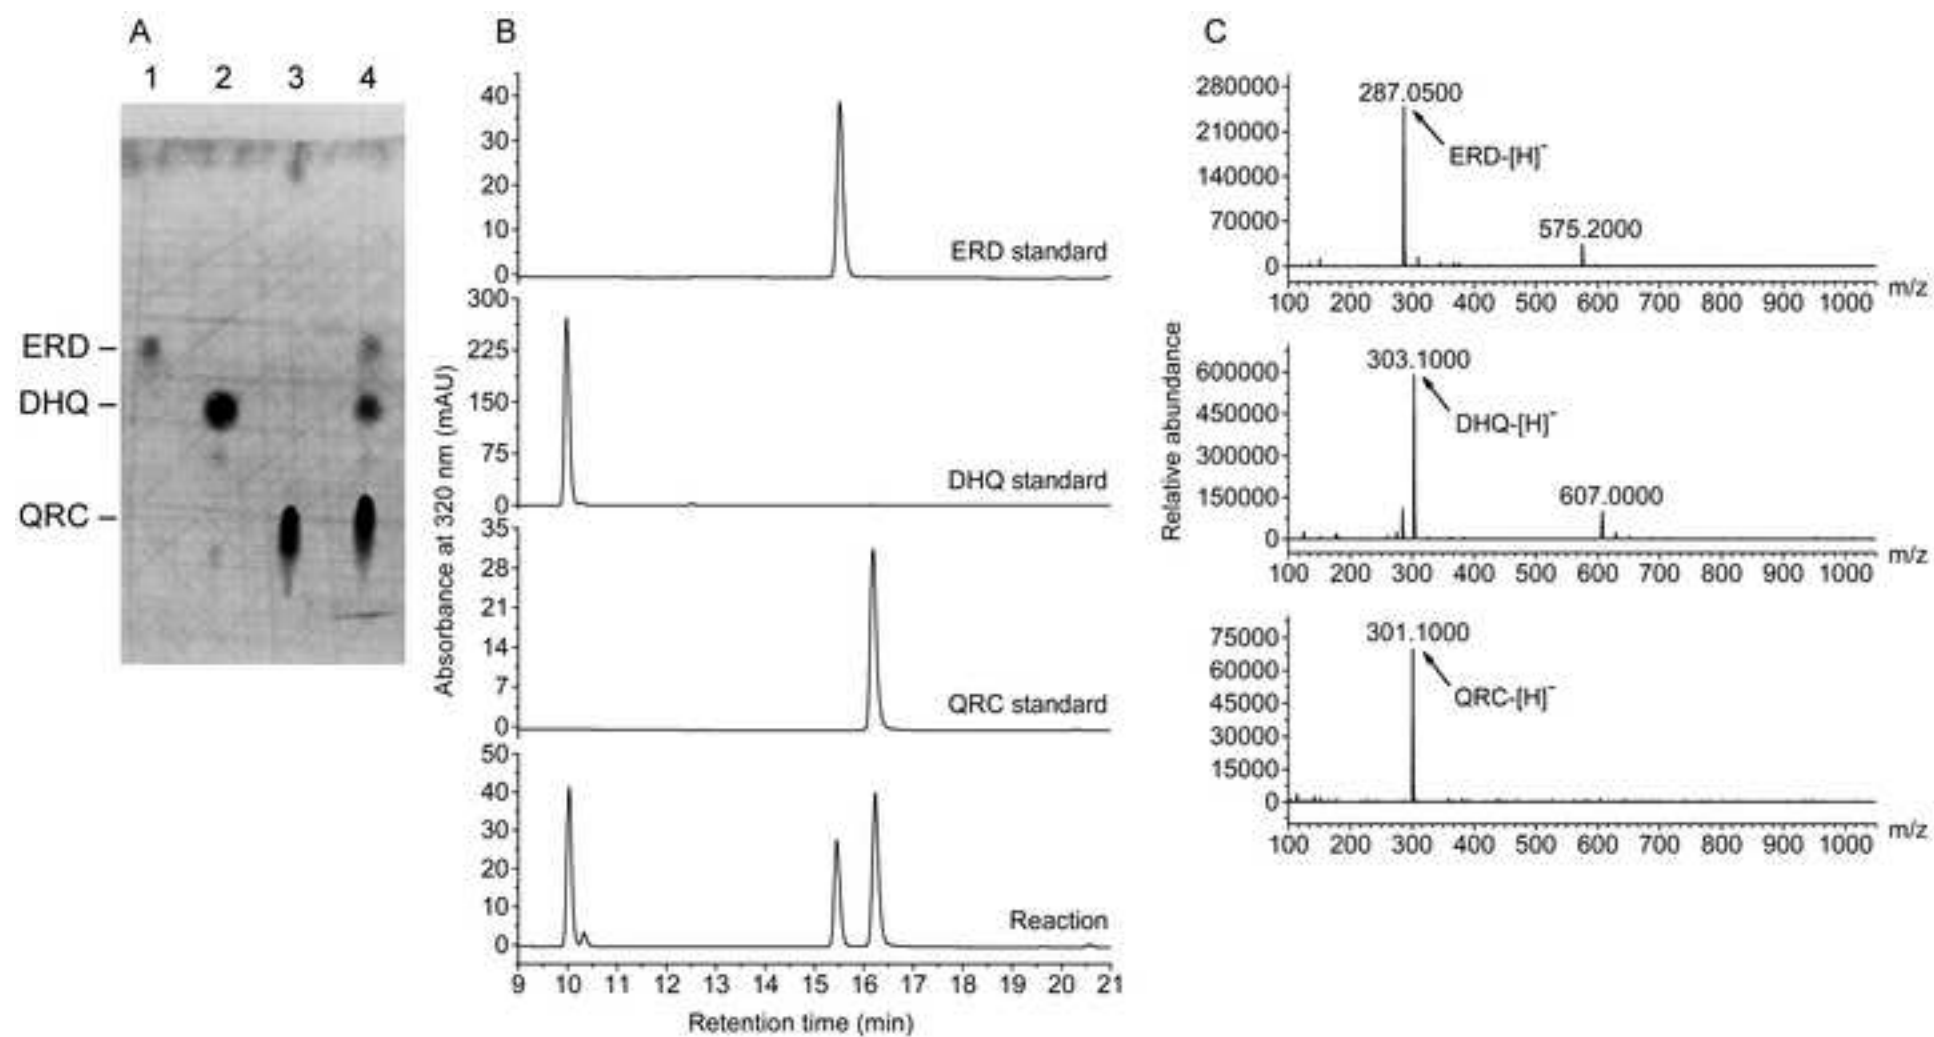 A
1 2 3 4
ERD –
DHQ –
QRC –
B
Absorbance at 320 nm (mAU)
40
30
20
10
0
ERD standard
300
225
150
75
0
DHQ standard
35
28
21
14
7
0
QRC standard
50
40
30
20
10
0
Reaction
9 10 11 12 13 14 15 16 17 18 19 20 21
Retention time (min)
C
Relative abundance
280000
210000
140000
70000
0
287.0500
ERD-[H]⁻
575.2000
100 200 300 400 500 600 700 800 900 1000 m/z
600000
450000
300000
150000
0
303.1000
DHQ-[H]⁻
607.0000
100 200 300 400 500 600 700 800 900 1000 m/z
75000
60000
45000
30000
15000
0
301.1000
QRC-[H]⁻
100 200 300 400 500 600 700 800 900 1000 m/z